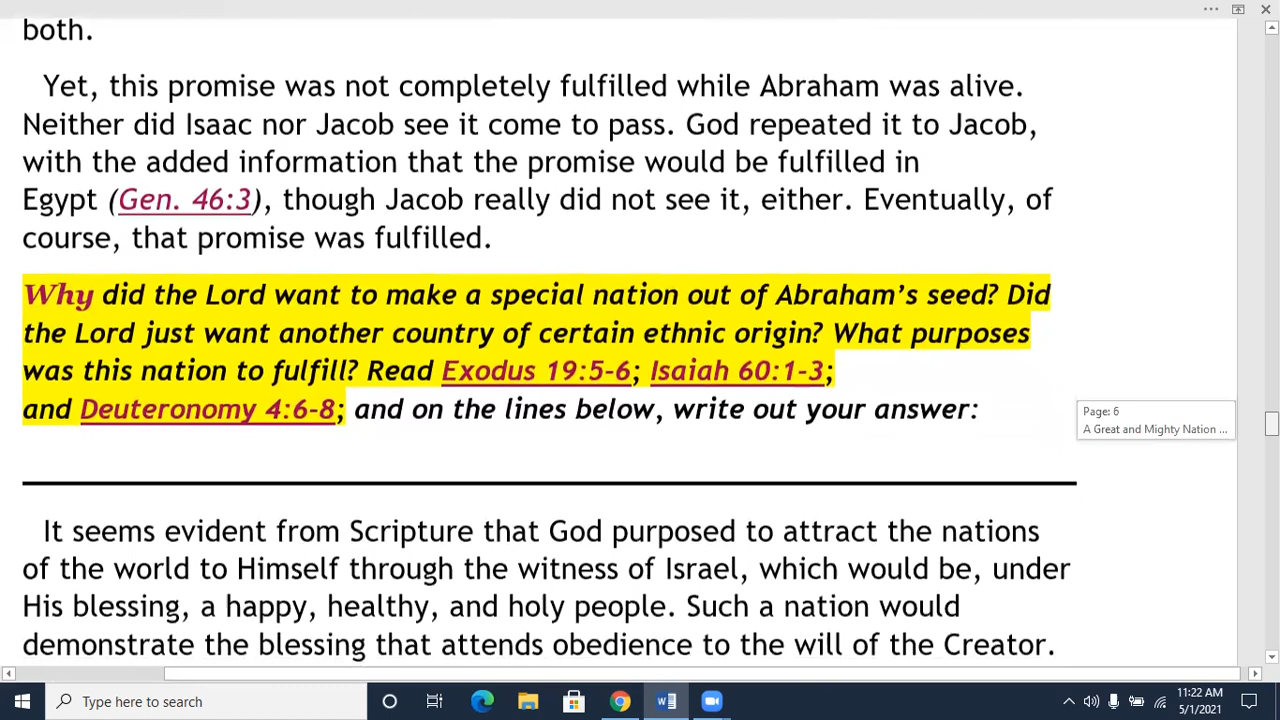 both.
Yet, this promise was not completely fulfilled while Abraham was alive.
Neither did Isaac nor Jacob see it come to pass. God repeated it to Jacob,
with the added information that the promise would be fulfilled in
Egypt (Gen. 46:3), though Jacob really did not see it, either. Eventually, of
course, that promise was fulfilled.
Why did the Lord want to make a special nation out of Abraham’s seed? Did
the Lord just want another country of certain ethnic origin? What purposes
was this nation to fulfill? Read Exodus 19:5-6; Isaiah 60:1-3;
and Deuteronomy 4:6-8; and on the lines below, write out your answer:
Page: 6
A Great and Mighty Nation ...
It seems evident from Scripture that God purposed to attract the nations
of the world to Himself through the witness of Israel, which would be, under
His blessing, a happy, healthy, and holy people. Such a nation would
demonstrate the blessing that attends obedience to the will of the Creator.
Type here to search
11:22 AM
5/1/2021